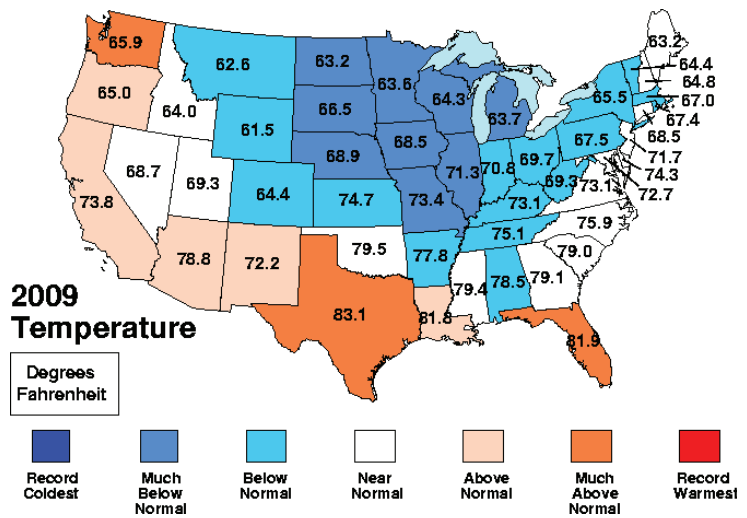 65.9
62.6
63.2
63.2
64.4
63.6
64.8
65.0
64.0
64.3
65.5
67.0
66.5
63.7
67.4
61.5
68.5
67.5
68.5
68.9
71.3
70.8
69.7
71.7
68.7
69.3
64.4
74.7
73.4
69.3
73.1
74.3
72.7
73.8
73.1
75.9
75.1
78.8
72.2
79.5
77.8
79.0
79.4
78.5
79.1
83.1
81.8
81.9
2009
Temperature
Degrees
Fahrenheit
Record
Coldest
Much
Below
Normal
Below
Normal
Near
Normal
Above
Normal
Much
Above
Normal
Record
Warmest